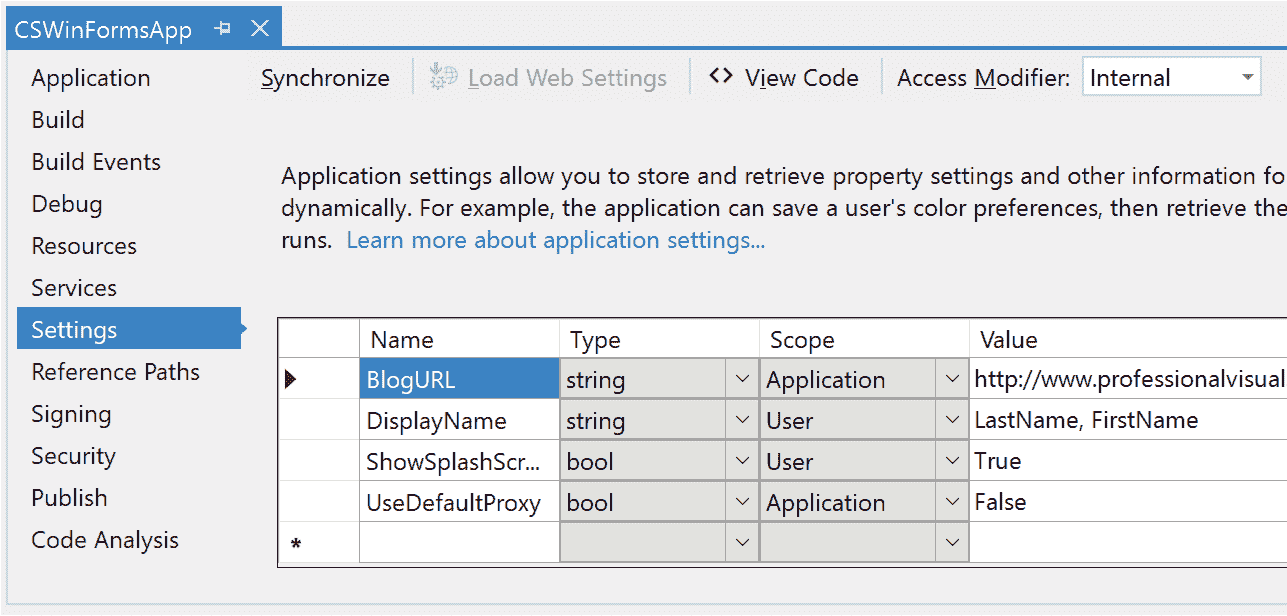 CSWinFormsApp
Synchronize Load Web Settings View Code Access Modifier: Internal
Application
Build
Build Events
Debug
Resources
Services
Settings
Reference Paths
Signing
Security
Publish
Code Analysis
Application settings allow you to store and retrieve property settings and other information fo
dynamically. For example, the application can save a user's color preferences, then retrieve the
runs. Learn more about application settings...
Name Type Scope Value
BlogURL string Application http://www.professionalvisual
DisplayName string User LastName, FirstName
ShowSplashScr... bool User True
UseDefaultProxy bool Application False
*